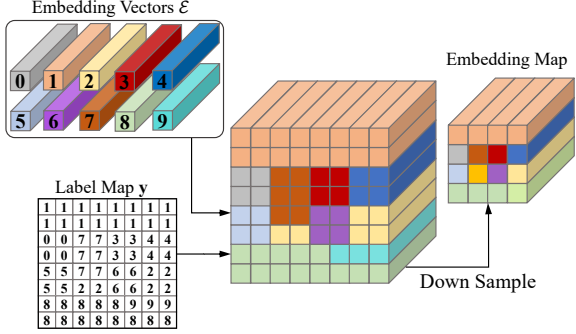 Embedding Vectors ℰ
0 1 2 3 4
5 6 7 8 9
Embedding Map
Label Map y
1 1 1 1 1 1 1 1
1 1 1 1 1 1 1 1
0 0 7 7 3 3 4 4
0 0 7 7 3 3 4 4
5 5 7 7 6 6 2 2
5 5 2 2 6 6 2 2
8 8 8 8 8 9 9 9
8 8 8 8 8 8 8 8
Down Sample